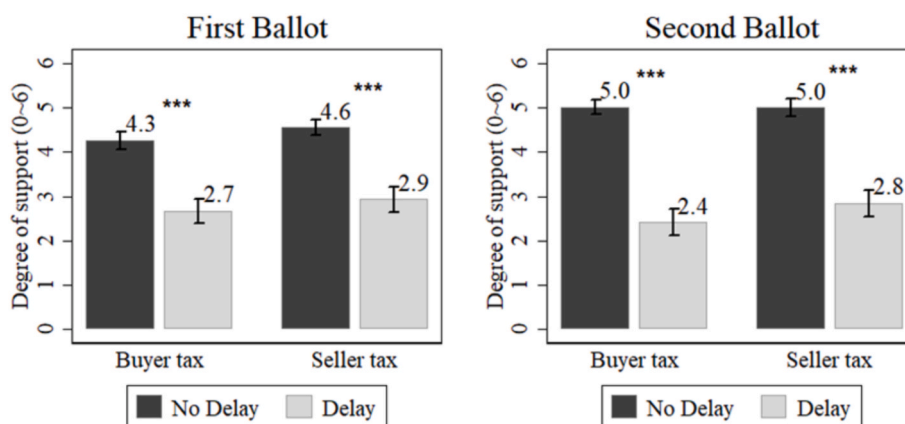 First Ballot
Degree of support (0~6)
6
5
4
3
2
1
0
***
4.3
2.7
***
4.6
2.9
Buyer tax
Seller tax
No Delay
Delay
Second Ballot
Degree of support (0~6)
6
5
4
3
2
1
0
***
5.0
2.4
***
5.0
2.8
Buyer tax
Seller tax
No Delay
Delay